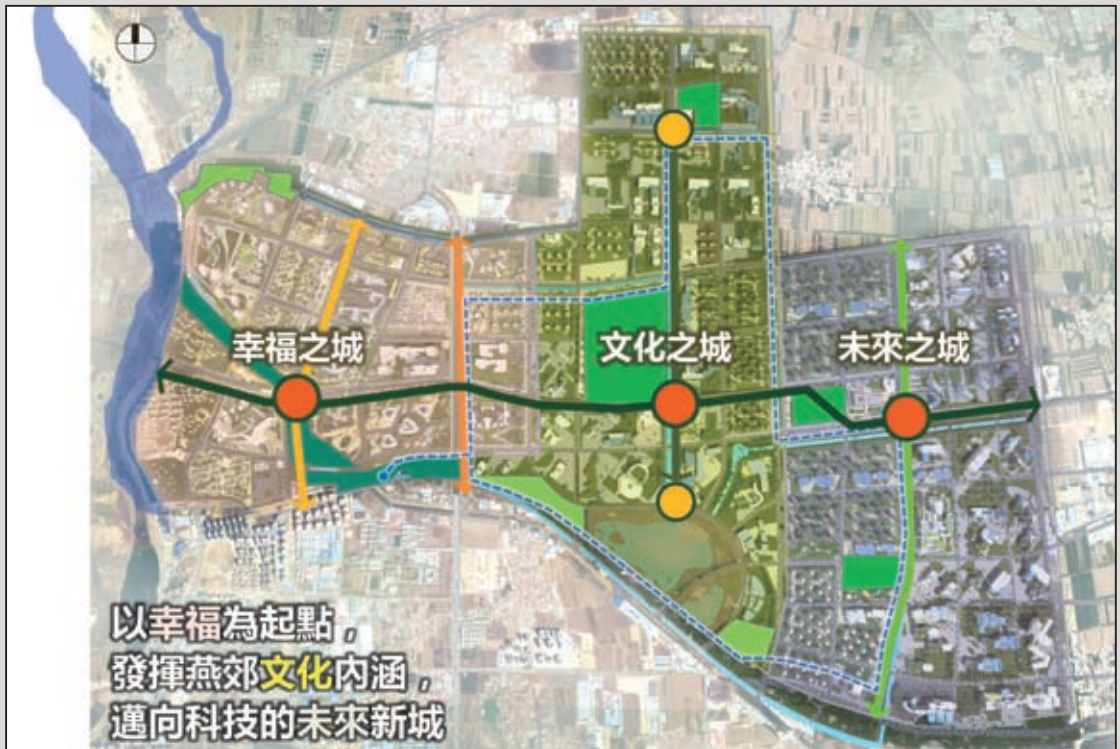 幸福之城
文化之城
未來之城
以幸福為起點，
發揮燕郊文化內涵，
邁向科技的未來新城